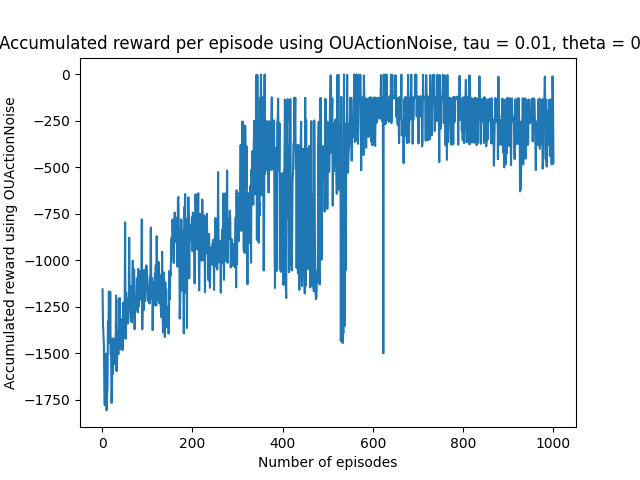 Accumulated reward per episode using OUActionNoise, tau = 0.01, theta = 0
Accumulated reward using OUActionNoise
0
−250
−500
−750
−1000
−1250
−1500
−1750
0 200 400 600 800 1000
Number of episodes